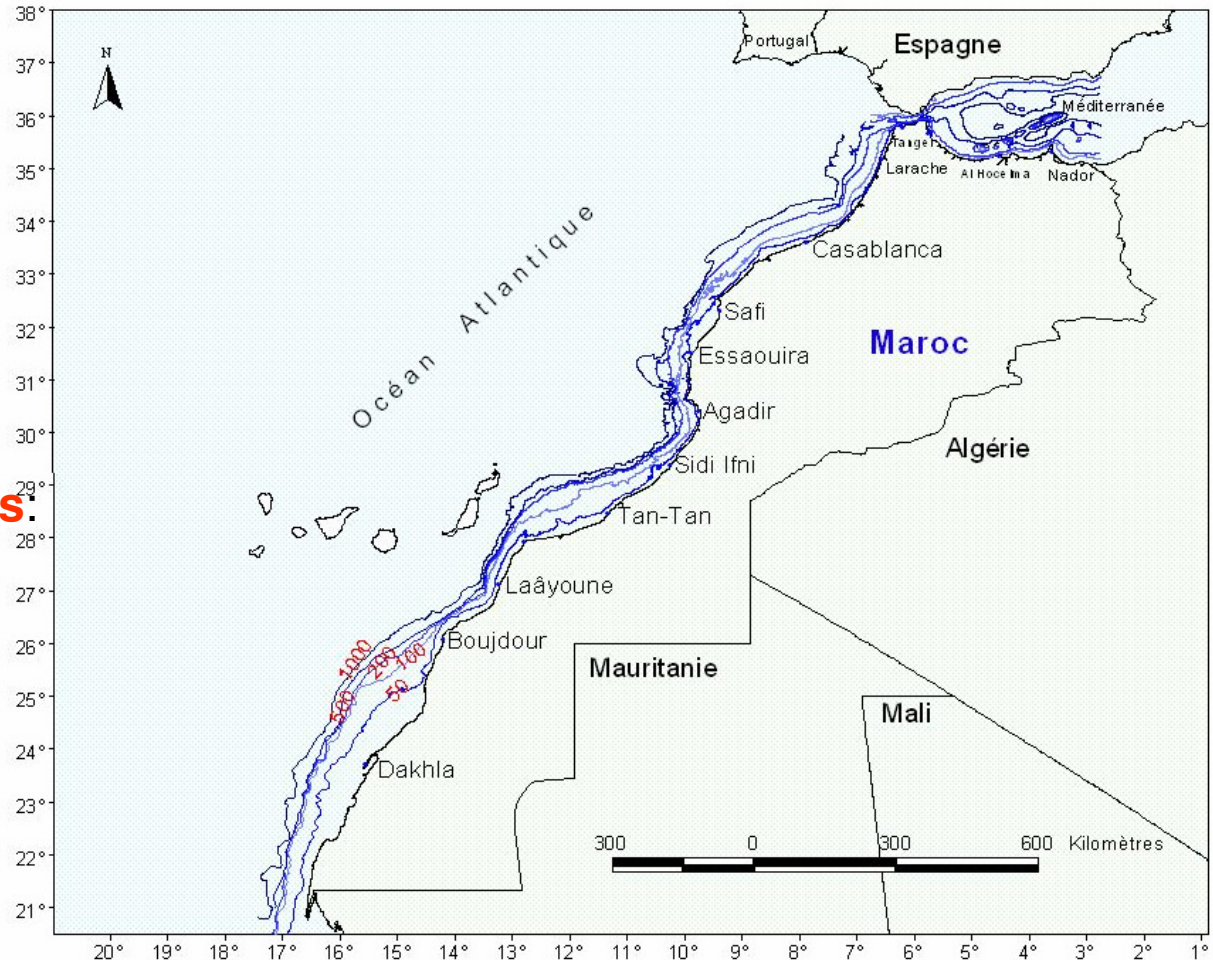 38°
37°
36°
35°
34°
33°
32°
31°
30°
29°
28°
27°
26°
25°
24°
23°
22°
21°
N
Portugal
Espagne
Méditerranée
Tanger
Larache
Al Hoceima
Nador
Casablanca
Océan Atlantique
Safi
Maroc
Essaouira
Agadir
Algérie
Sidi Ifni
s:
Tan-Tan
Laâyoune
Boujdour
1000
200
100
50
500
Mauritanie
Mali
Dakhla
300 0 300 600 Kilomètres
20° 19° 18° 17° 16° 15° 14° 13° 12° 11° 10° 9° 8° 7° 6° 5° 4° 3° 2° 1°